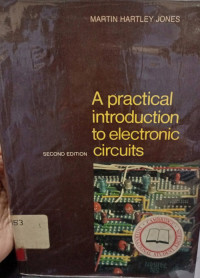 MARTIN HARTLEY JONES
A practical
introduction
to electronic
SECOND EDITION circuits